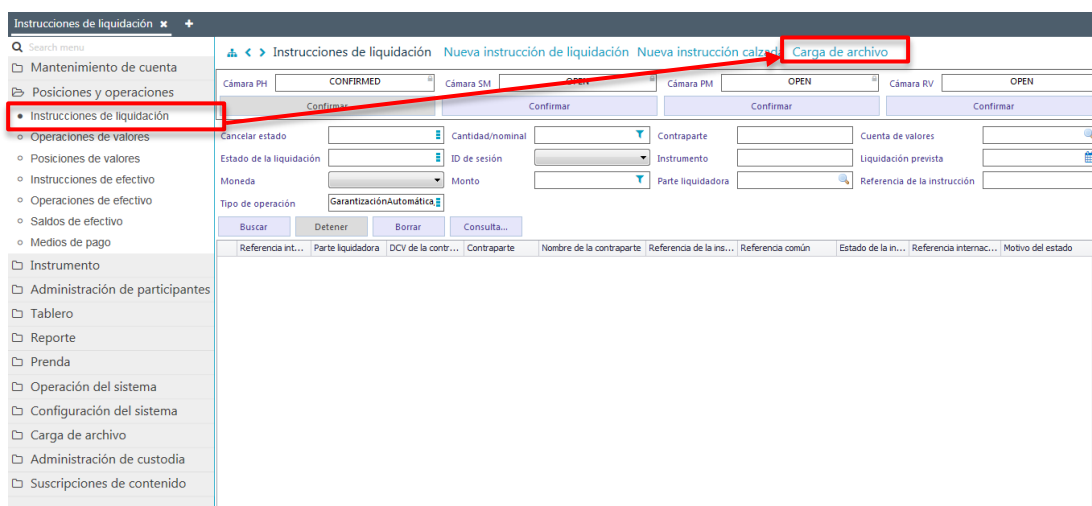 Instrucciones de liquidación × +
Search menu
Mantenimiento de cuenta
Posiciones y operaciones
Instrucciones de liquidación
Operaciones de valores
Posiciones de valores
Instrucciones de efectivo
Operaciones de efectivo
Saldos de efectivo
Medios de pago
Instrumento
Administración de participantes
Tablero
Reporte
Prenda
Operación del sistema
Configuración del sistema
Carga de archivo
Administración de custodia
Suscripciones de contenido
Instrucciones de liquidación Nueva instrucción de liquidación Nueva instrucción calzada Carga de archivo
Cámara PH CONFIRMED Cámara SM OPEN Cámara PM OPEN Cámara RV OPEN
Confirmar Confirmar Confirmar Confirmar
Cancelar estado Cantidad/nominal Contraparte Cuenta de valores
Estado de la liquidación ID de sesión Instrumento Liquidación prevista
Moneda Monto Parte liquidadora Referencia de la instrucción
Tipo de operación GarantizaciónAutomática,
Buscar Detener Borrar Consulta...
Referencia int... Parte liquidadora DCV de la contr... Contraparte Nombre de la contraparte Referencia de la ins... Referencia común Estado de la in... Referencia internac... Motivo del estado